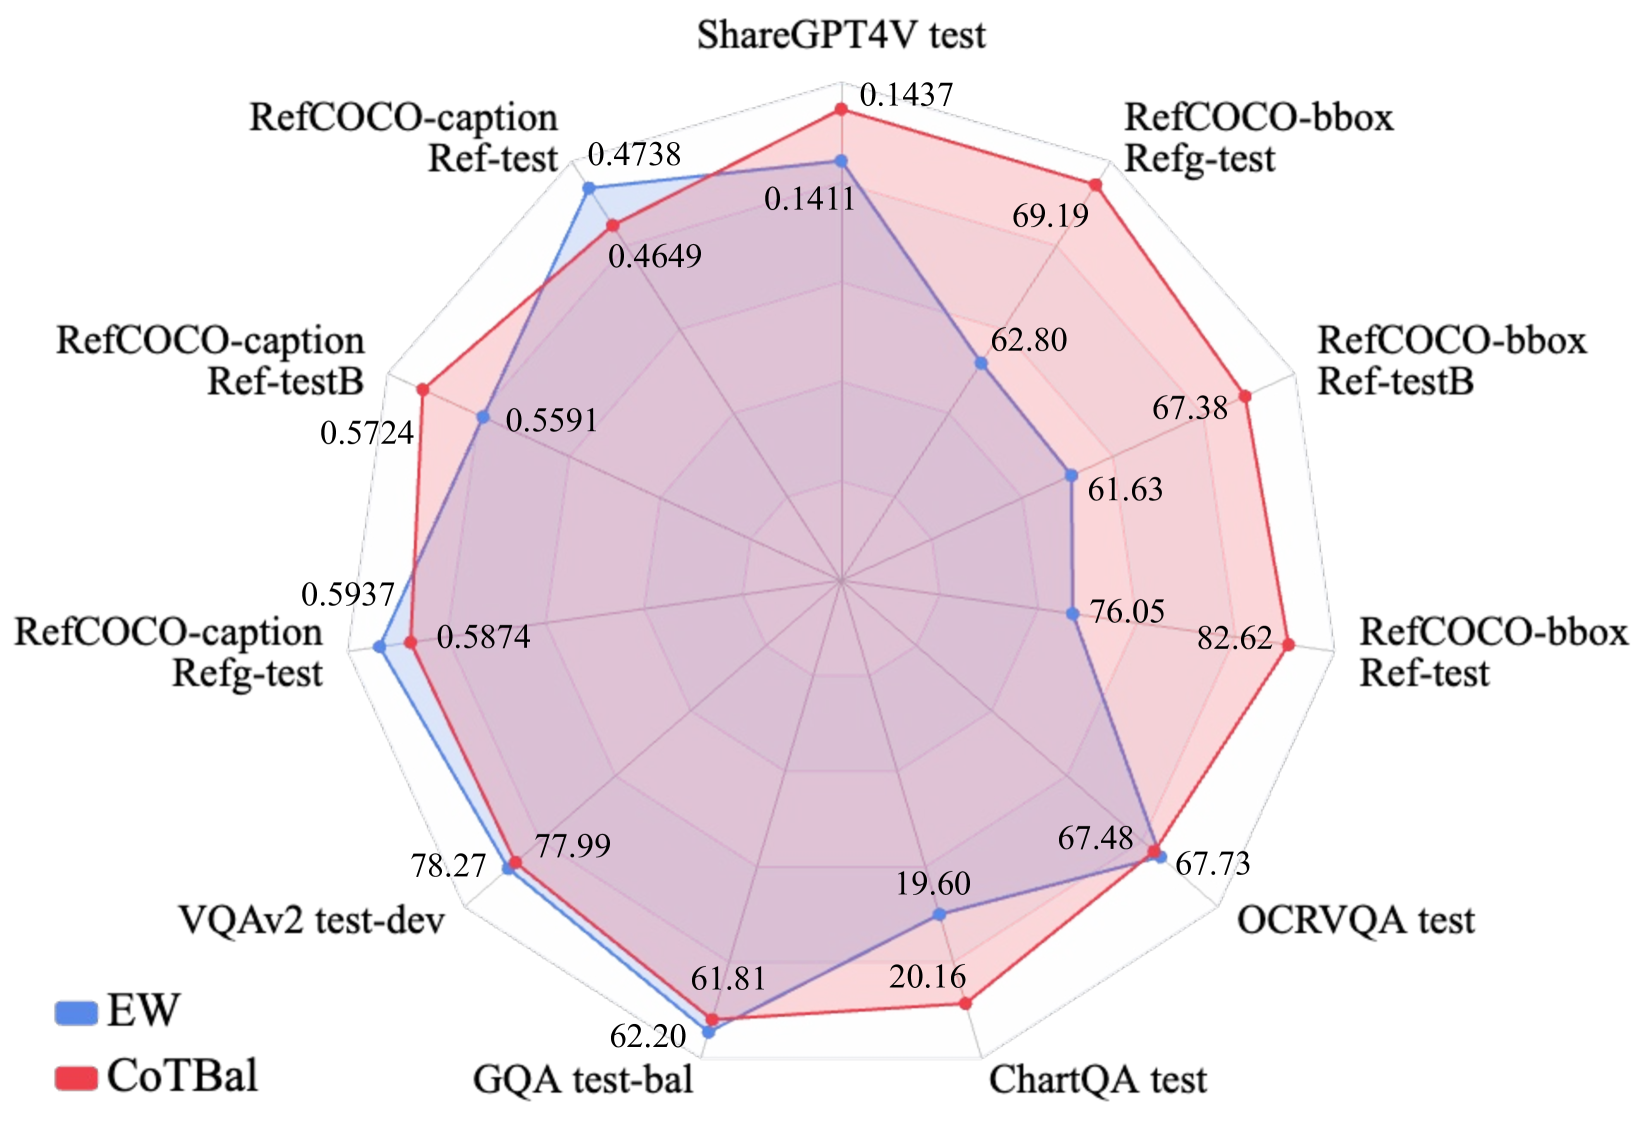 ShareGPT4V test
0.1437
RefCOCO-caption
Ref-test
0.4738
RefCOCO-bbox
Refg-test
0.1411
69.19
0.4649
RefCOCO-caption
Ref-testB
62.80
RefCOCO-bbox
Ref-testB
0.5724
0.5591
67.38
61.63
0.5937
RefCOCO-caption
Refg-test
0.5874
76.05
82.62
RefCOCO-bbox
Ref-test
78.27
77.99
67.48
67.73
VQAv2 test-dev
19.60
OCRVQA test
61.81
20.16
EW
62.20
CoTBal
GQA test-bal
ChartQA test